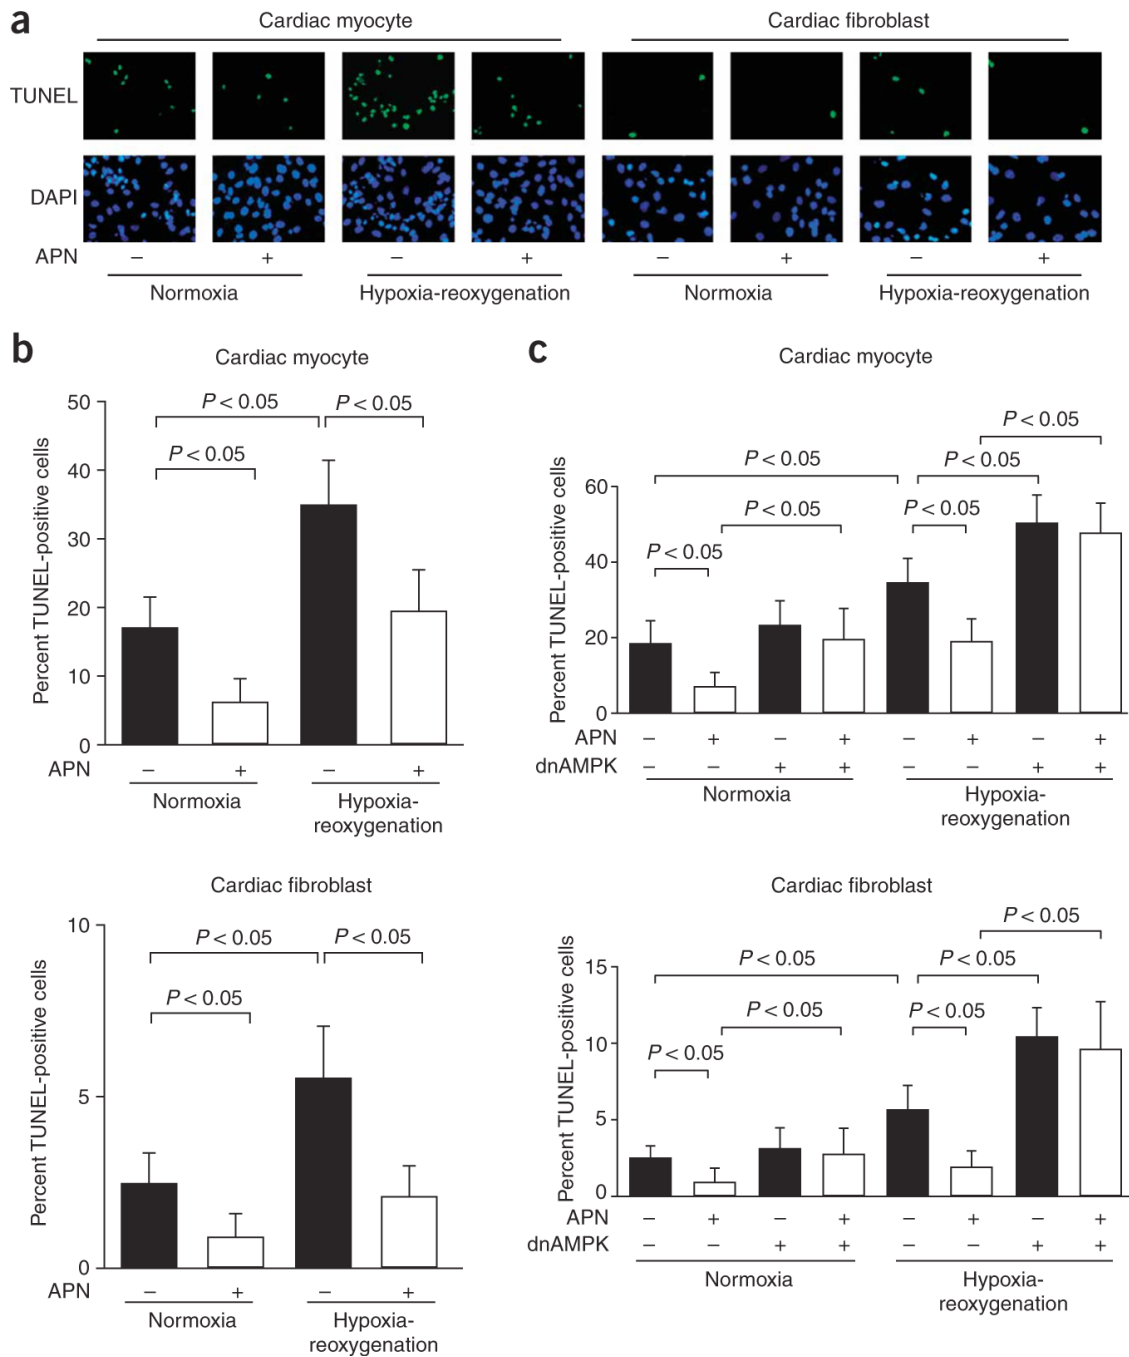 a
Cardiac myocyte
Cardiac fibroblast
TUNEL
DAPI
APN
− + − + − + − +
Normoxia
Hypoxia-reoxygenation
Normoxia
Hypoxia-reoxygenation
b
Cardiac myocyte
Percent TUNEL-positive cells
50
40
30
20
10
0
P < 0.05
P < 0.05
P < 0.05
APN − + − +
Normoxia
Hypoxia-
reoxygenation
Cardiac fibroblast
Percent TUNEL-positive cells
10
5
0
P < 0.05
P < 0.05
P < 0.05
APN − + − +
Normoxia
Hypoxia-
reoxygenation
c
Cardiac myocyte
Percent TUNEL-positive cells
60
40
20
0
P < 0.05
P < 0.05
P < 0.05
P < 0.05
P < 0.05
P < 0.05
APN − + − + − + − +
dnAMPK − − + + − − + +
Normoxia
Hypoxia-
reoxygenation
Cardiac fibroblast
Percent TUNEL-positive cells
15
10
5
0
P < 0.05
P < 0.05
P < 0.05
P < 0.05
P < 0.05
P < 0.05
APN − + − + − + − +
dnAMPK − − + + − − + +
Normoxia
Hypoxia-
reoxygenation